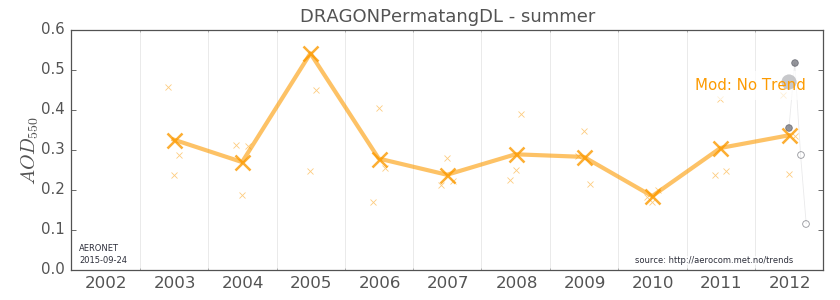 DRAGONPermatangDL - summer
0.6
0.5
0.4
0.3
0.2
0.1
0.0
AOD550
Mod: No Trend
AERONET
2015-09-24
source: http://aerocom.met.no/trends
2002 2003 2004 2005 2006 2007 2008 2009 2010 2011 2012